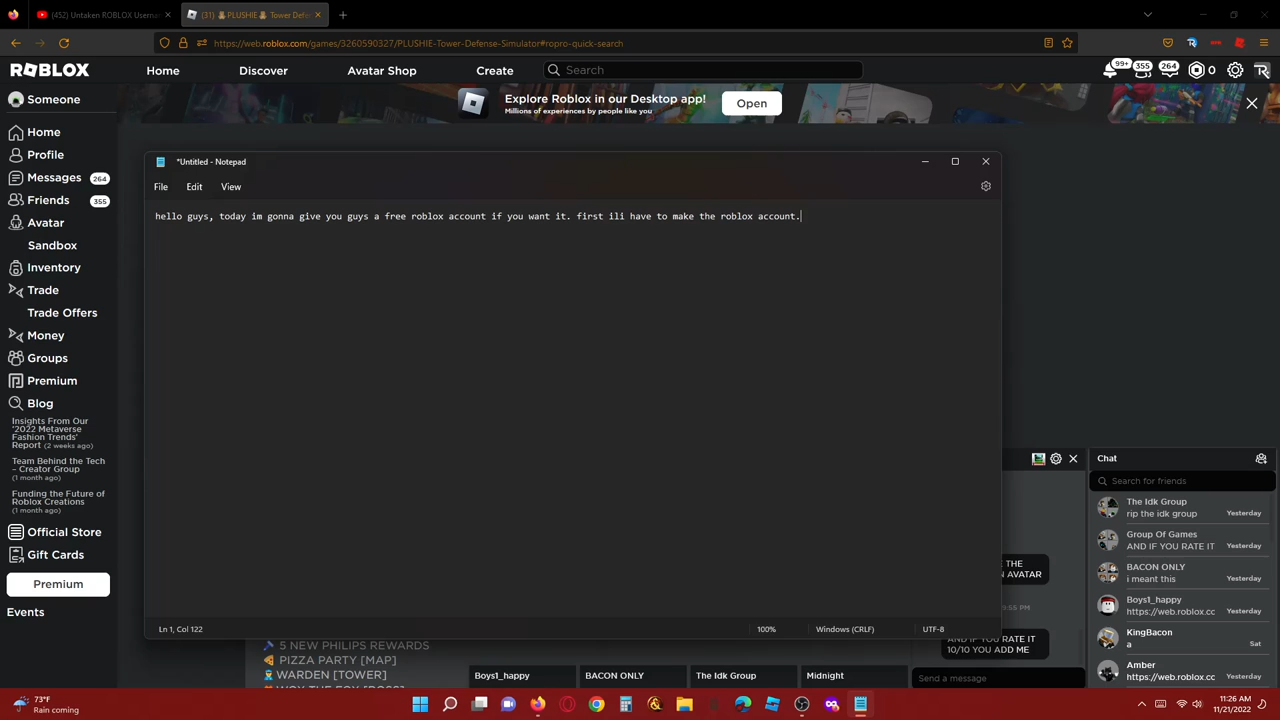 (452) Untaken ROBLOX Userna
(31) 🧸PLUSHIE🧸 Tower Defe
https://web.roblox.com/games/3260590327/PLUSHIE-Tower-Defense-Simulator#ropro-quick-search
ROBLOX
Home
Discover
Avatar Shop
Create
Search
99+
355
264
0
Someone
Explore Roblox in our Desktop app!
Millions of experiences by people like you
Open
Home
Profile
Messages 264
Friends 355
Avatar
Sandbox
Inventory
Trade
Trade Offers
Money
Groups
Premium
Blog
Insights From Our
'2022 Metaverse
Fashion Trends'
Report (2 weeks ago)
Team Behind the Tech
– Creator Group
(1 month ago)
Funding the Future of
Roblox Creations
(1 month ago)
Official Store
Gift Cards
Premium
Events
*Untitled - Notepad
File
Edit
View
hello guys, today im gonna give you guys a free roblox account if you want it. first ili have to make the roblox account.
Ln 1, Col 122
100%
Windows (CRLF)
UTF-8
5 NEW PHILIPS REWARDS
PIZZA PARTY [MAP]
WARDEN [TOWER]
Boys1_happy
BACON ONLY
The Idk Group
Midnight
THE
AVATAR
AND IF YOU RATE IT
10/10 YOU ADD ME
Send a message
Chat
Search for friends
The Idk Group
rip the idk group Yesterday
Group Of Games
AND IF YOU RATE IT Yesterday
BACON ONLY
i meant this Yesterday
Boys1_happy
https://web.roblox.cc Yesterday
KingBacon
a Sat
Amber
https://www.roblox.c Yesterday
73°F
Rain coming
11:26 AM
11/21/2022